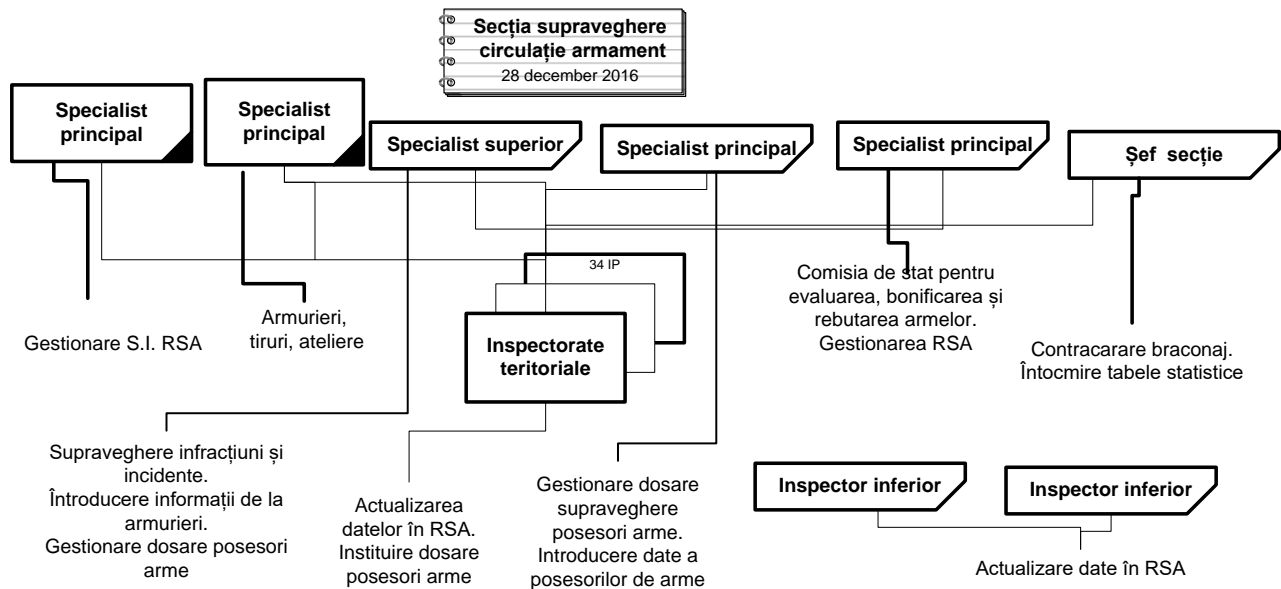 Secția supraveghere
circulație armament
28 december 2016
Specialist
principal
Specialist
principal
Specialist superior
Specialist principal
Specialist principal
Șef secție
34 IP
Gestionare S.I. RSA
Armurieri,
tiruri, ateliere
Inspectorate
teritoriale
Comisia de stat pentru
evaluarea, bonificarea și
rebutarea armelor.
Gestionarea RSA
Contracarare braconaj.
Întocmire tabele statistice
Supraveghere infracțiuni și
incidente.
Întroducere informații de la
armurieri.
Gestionare dosare posesori
arme
Actualizarea
datelor în RSA.
Instituire dosare
posesori arme
Gestionare dosare
supraveghere
posesori arme.
Introducere date a
posesorilor de arme
Inspector inferior
Inspector inferior
Actualizare date în RSA